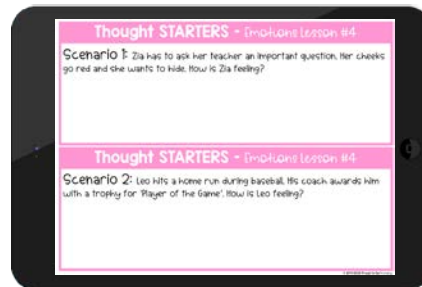 Thought STARTERS - Emotions Lesson #4
Scenario 1: Zia has to ask her teacher an important question. Her cheeks
go red and she wants to hide. How is Zia feeling?
Thought STARTERS - Emotions Lesson #4
Scenario 2: Leo hits a home run during baseball. His coach awards him
with a trophy for 'Player of the Game'. How is Leo feeling?